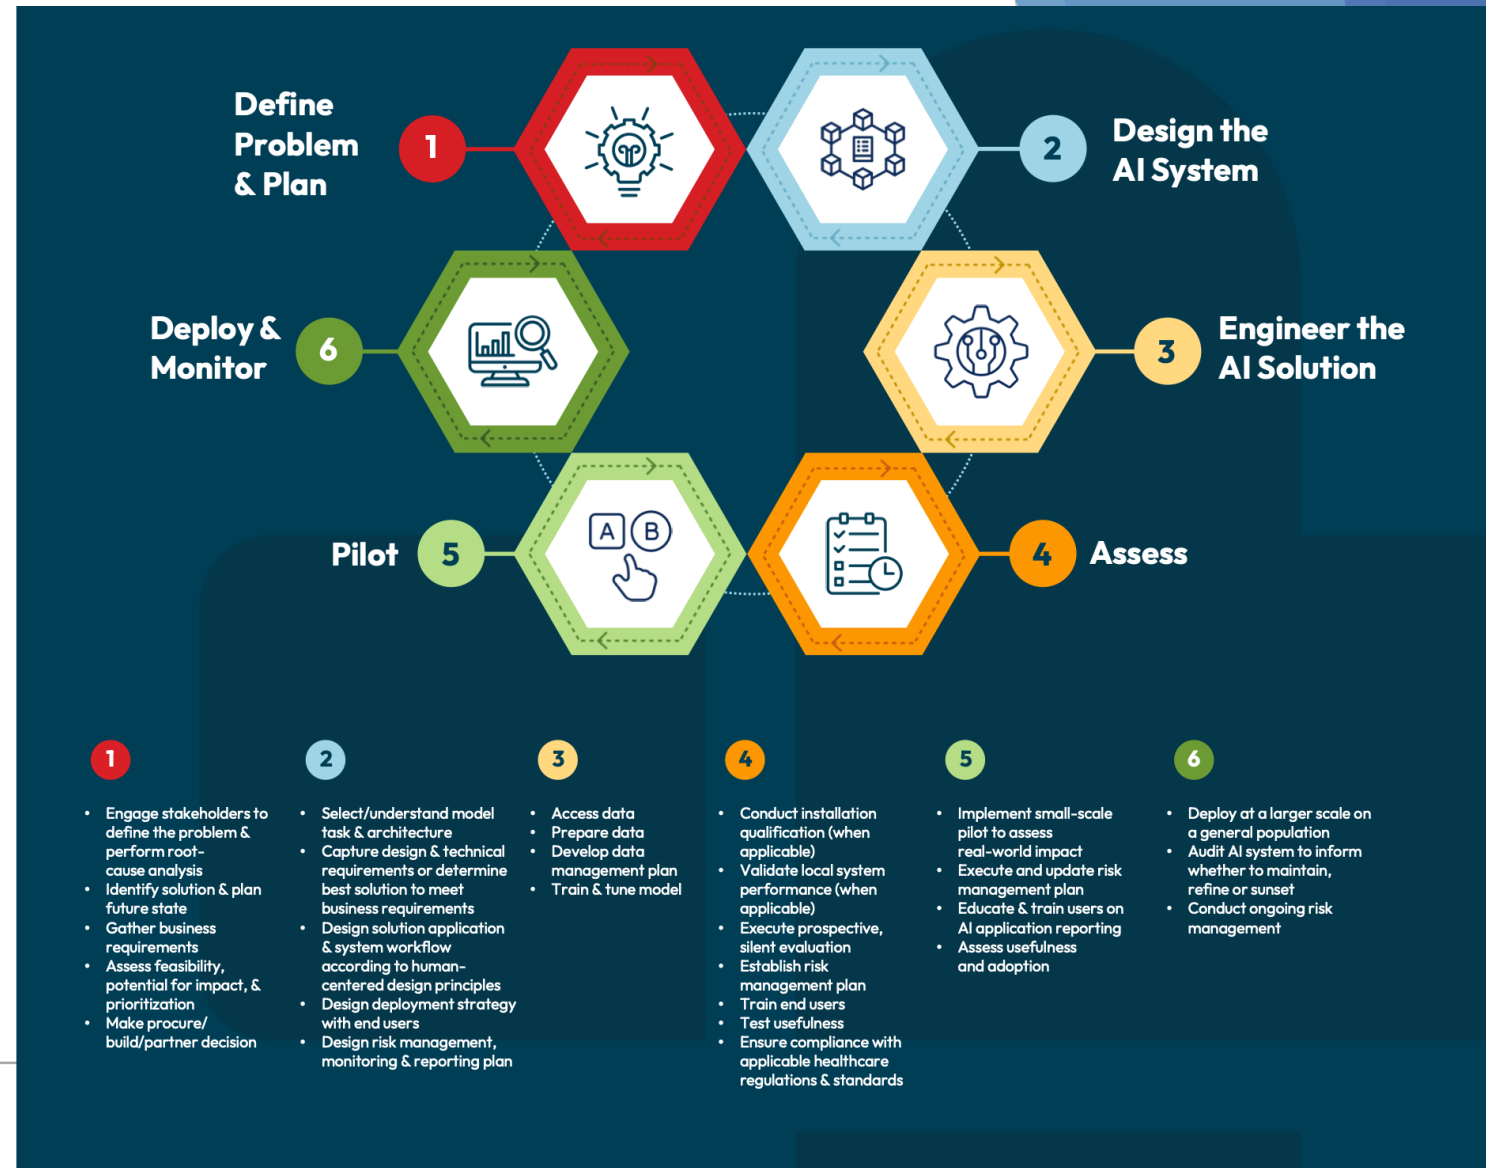 Define
Problem
& Plan
1
2
Design the
AI System
Deploy &
Monitor
6
3
Engineer the
AI Solution
Pilot
5
A
B
4
Assess
1
• Engage stakeholders to
define the problem &
perform root-
cause analysis
• Identify solution & plan
future state
• Gather business
requirements
• Assess feasibility,
potential for impact, &
prioritization
• Make procure/
build/partner decision
2
• Select/understand model
task & architecture
• Capture design & technical
requirements or determine
best solution to meet
business requirements
• Design solution application
& system workflow
according to human-
centered design principles
• Design deployment strategy
with end users
• Design risk management,
monitoring & reporting plan
3
• Access data
• Prepare data
• Develop data
management plan
• Train & tune model
4
• Conduct installation
qualification (when
applicable)
• Validate local system
performance (when
applicable)
• Execute prospective,
silent evaluation
• Establish risk
management plan
• Train end users
• Test usefulness
• Ensure compliance with
applicable healthcare
regulations & standards
5
• Implement small-scale
pilot to assess
real-world impact
• Execute and update risk
management plan
• Educate & train users on
AI application reporting
• Assess usefulness
and adoption
6
• Deploy at a larger scale on
a general population
• Audit AI system to inform
whether to maintain,
refine or sunset
• Conduct ongoing risk
management